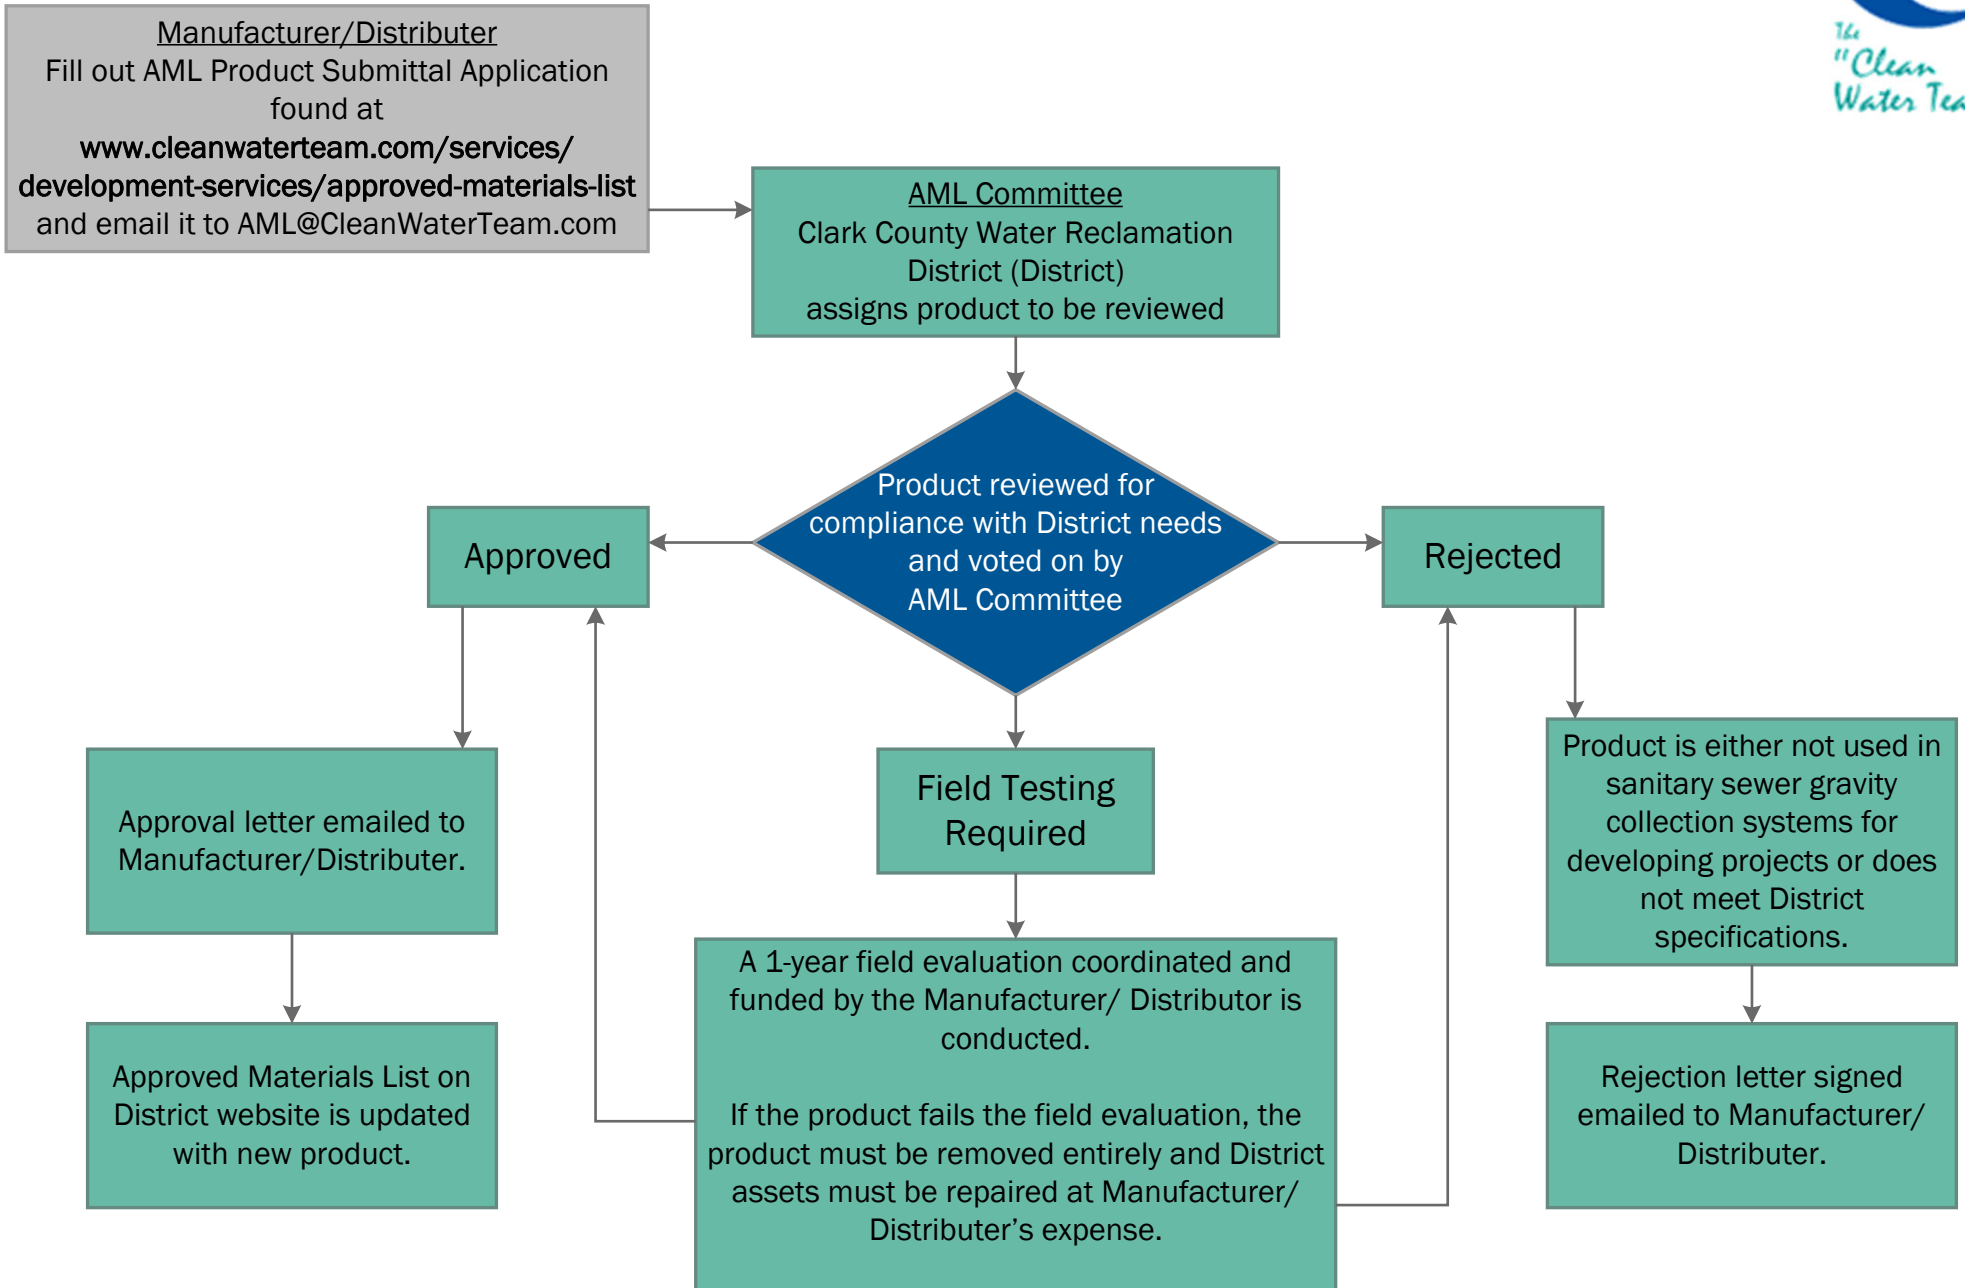 Manufacturer/Distributer
Fill out AML Product Submittal Application
found at
www.cleanwaterteam.com/services/
development-services/approved-materials-list
and email it to AML@CleanWaterTeam.com
The
"Clean
Water
AML Committee
Clark County Water Reclamation
District (District)
assigns product to be reviewed
Product reviewed for
compliance with District needs
and voted on by
AML Committee
Approved
Rejected
Approval letter emailed to
Manufacturer/Distributer.
Approved Materials List on
District website is updated
with new product.
Field Testing
Required
A 1-year field evaluation coordinated and
funded by the Manufacturer/ Distributor is
conducted.
If the product fails the field evaluation, the
product must be removed entirely and District
assets must be repaired at Manufacturer/
Distributer’s expense.
Product is either not used in
sanitary sewer gravity
collection systems for
developing projects or does
not meet District
specifications.
Rejection letter signed
emailed to Manufacturer/
Distributer.